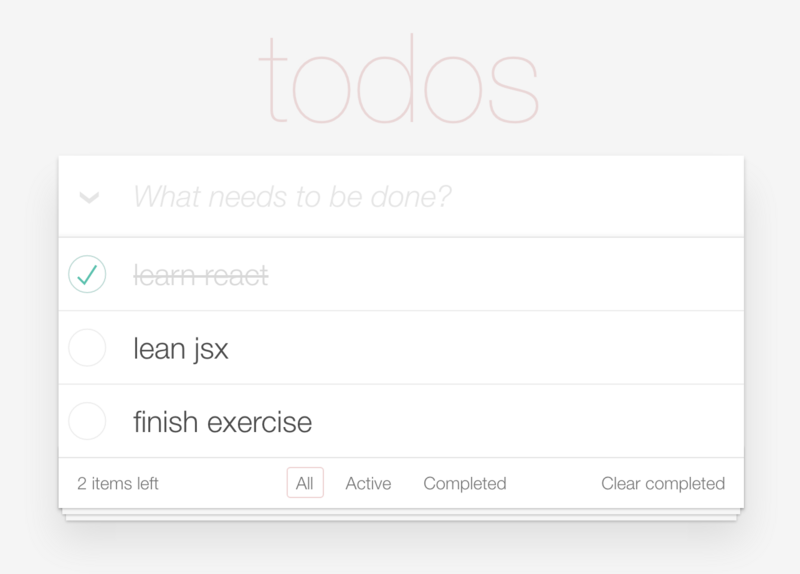 todos
What needs to be done?
learn react
lean jsx
finish exercise
2 items left All Active Completed Clear completed